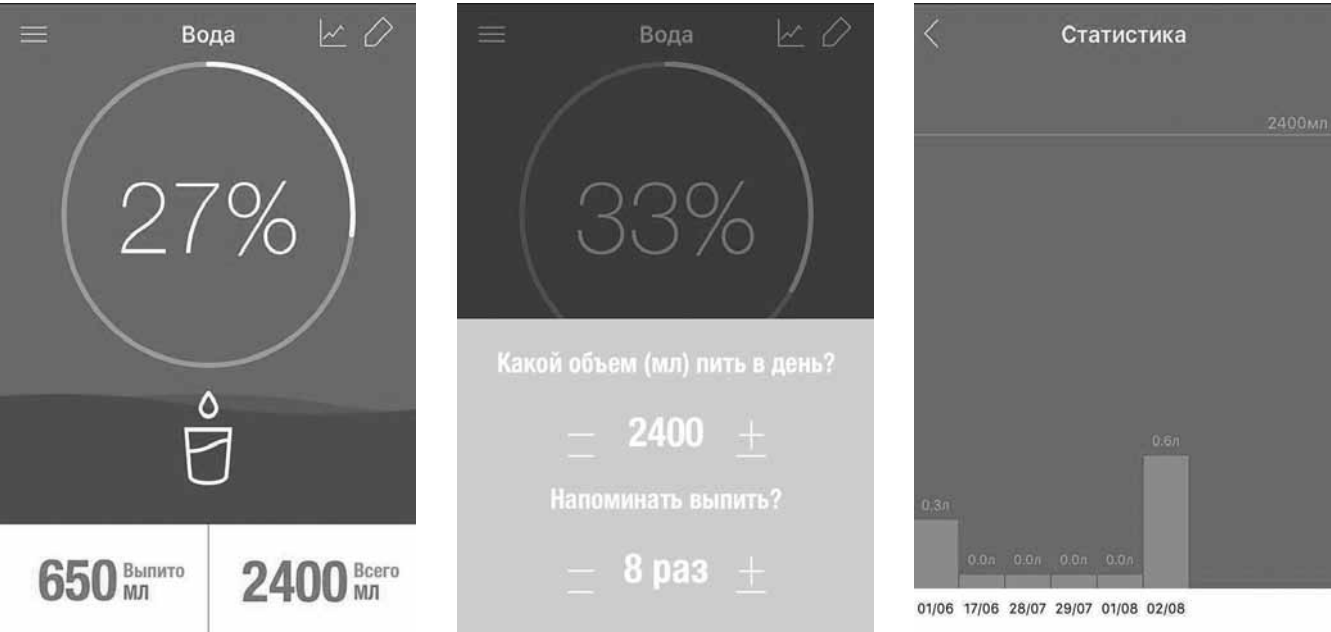 Вода
27%
650 Выпито мл
2400 Всего мл
Вода
33%
Какой объем (мл) пить в день?
— 2400 +
Напоминать выпить?
— 8 раз +
Статистика
2400мл
0.6л
0.3л
0.0л 0.0л 0.0л 0.0л
01/06 17/06 28/07 29/07 01/08 02/08